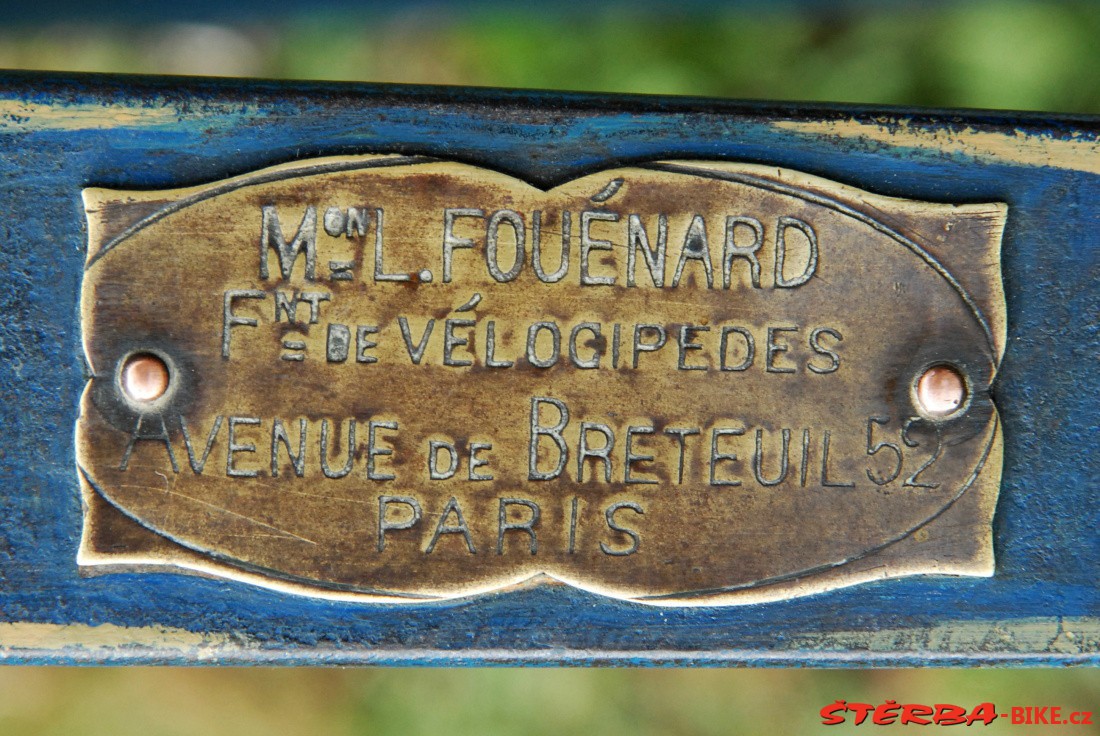 Mon L. FOUÉNARD
FNT DE VÉLOCIPEDES
AVENUE DE BRETEUIL 52
PARIS
ŠTĚRBA-BIKE.cz